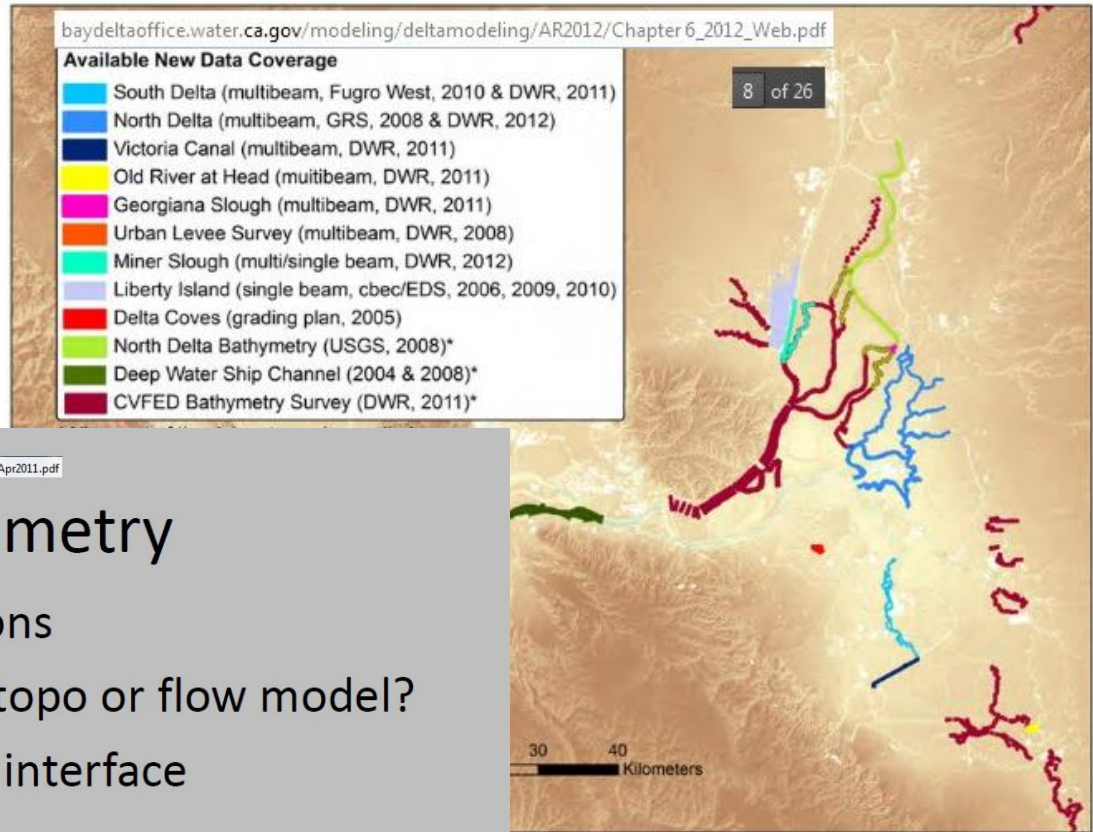 baydeltaoffice.water.ca.gov/modeling/deltamodeling/AR2012/Chapter 6_2012_Web.pdf
Available New Data Coverage
8 of 26
South Delta (multibeam, Fugro West, 2010 & DWR, 2011)
North Delta (multibeam, GRS, 2008 & DWR, 2012)
Victoria Canal (multibeam, DWR, 2011)
Old River at Head (muitibeam, DWR, 2011)
Georgiana Slough (multibeam, DWR, 2011)
Urban Levee Survey (multibeam, DWR, 2008)
Miner Slough (multi/single beam, DWR, 2012)
Liberty Island (single beam, cbec/EDS, 2006, 2009, 2010)
Delta Coves (grading plan, 2005)
North Delta Bathymetry (USGS, 2008)*
Deep Water Ship Channel (2004 & 2008)*
CVFED Bathymetry Survey (DWR, 2011)*
Apr2011.pdf
metry
ons
topo or flow model?
interface
30 40
Kilometers